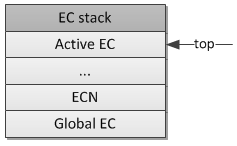 EC stack
Active EC
top
...
ECN
Global EC